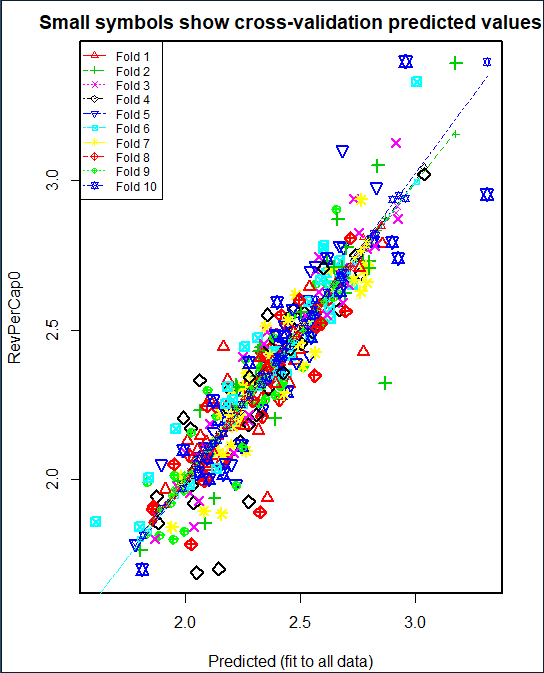 Small symbols show cross-validation predicted values
Fold 1
Fold 2
Fold 3
Fold 4
Fold 5
Fold 6
Fold 7
Fold 8
Fold 9
Fold 10
3.0
2.5
2.0
RevPerCap0
2.0 2.5 3.0
Predicted (fit to all data)